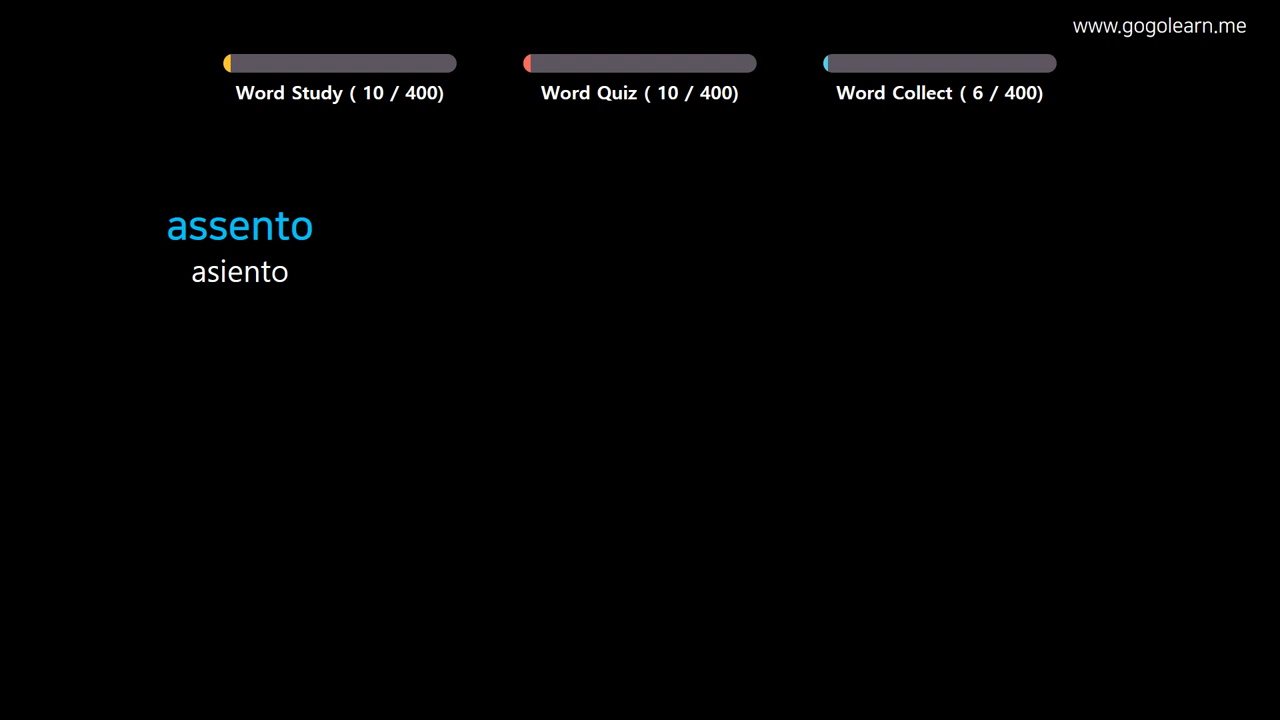 www.gogolearn.me
Word Study ( 10 / 400)
Word Quiz ( 10 / 400)
Word Collect ( 6 / 400)
assento
asiento